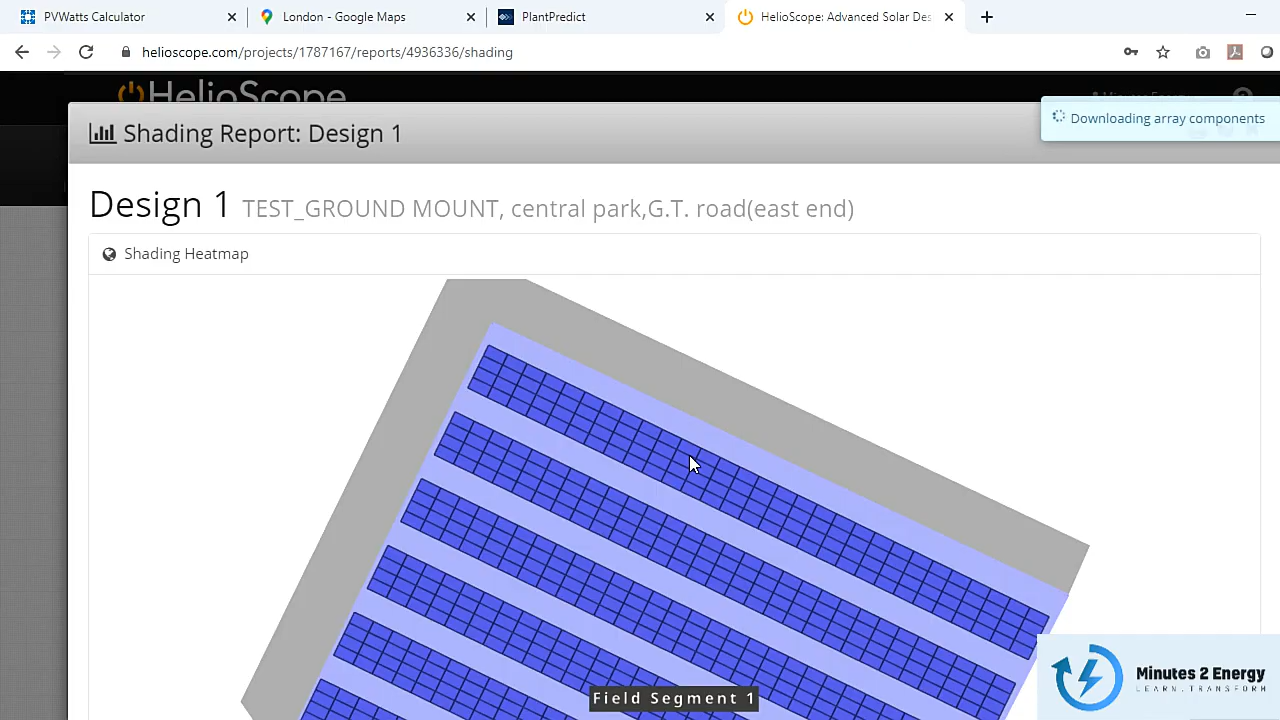 PVWatts Calculator
London - Google Maps
PlantPredict
HelioScope: Advanced Solar Des
helioscope.com/projects/1787167/reports/4936336/shading
HelioScope
Downloading array components
Shading Report: Design 1
Design 1 TEST_GROUND MOUNT, central park,G.T. road(east end)
Shading Heatmap
Field Segment 1
Minutes 2 Energy
LEARN.TRANSFORM